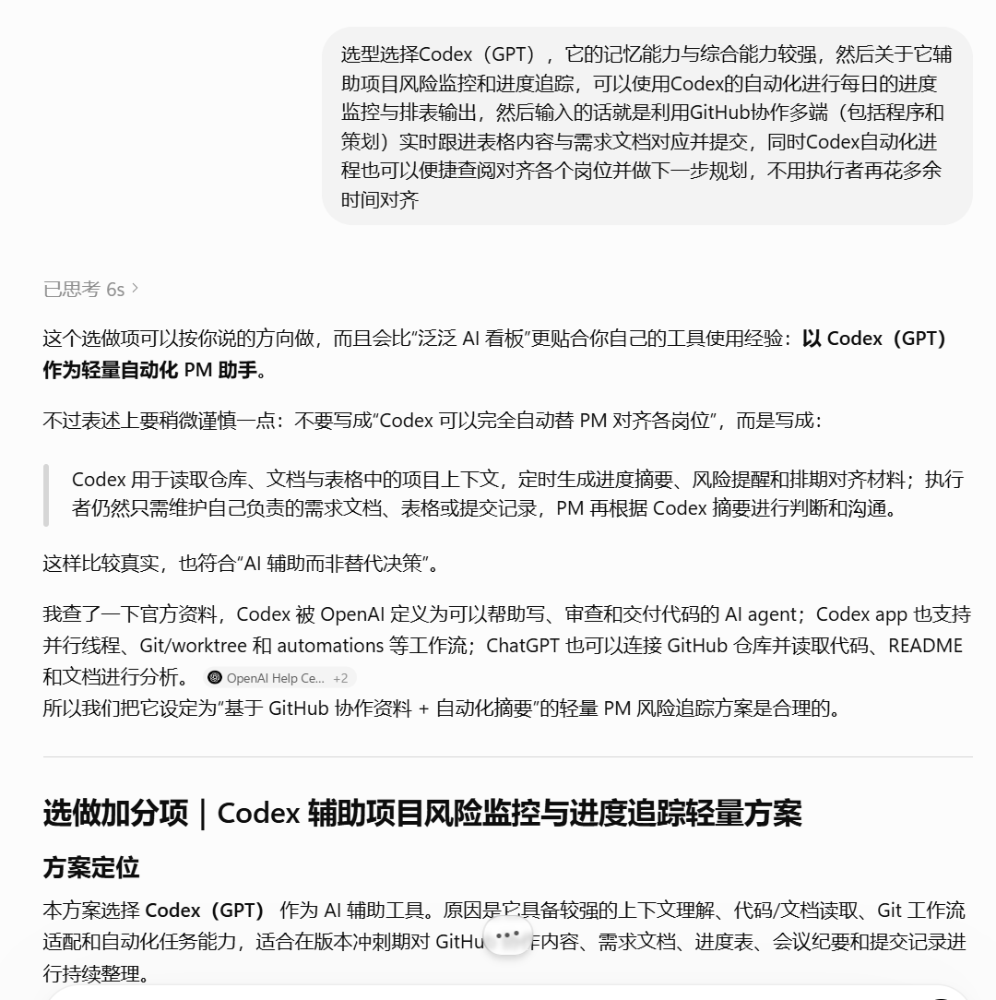 选型选择Codex（GPT），它的记忆能力与综合能力较强，然后关于它辅
助项目风险监控和进度追踪，可以使用Codex的自动化进行每日的进度
监控与排表输出，然后输入的话就是利用GitHub协作多端（包括程序和
策划）实时跟进表格内容与需求文档对应并提交，同时Codex自动化进
程也可以便捷查阅对齐各个岗位并做下一步规划，不用执行者再花多余
时间对齐
已思考 6s
这个选做项可以按你说的方向做，而且会比“泛泛 AI 看板”更贴合你自己的工具使用经验：以 Codex（GPT）
作为轻量自动化 PM 助手。
不过表述上要稍微谨慎一点：不要写成“Codex 可以完全自动替 PM 对齐各岗位”，而是写成：
Codex 用于读取仓库、文档与表格中的项目上下文，定时生成进度摘要、风险提醒和排期对齐材料；执行
者仍然只需维护自己负责的需求文档、表格或提交记录，PM 再根据 Codex 摘要进行判断和沟通。
这样比较真实，也符合“AI 辅助而非替代决策”。
我查了一下官方资料，Codex 被 OpenAI 定义为可以帮助写、审查和交付代码的 AI agent；Codex app 也支持
并行线程、Git/worktree 和 automations 等工作流；ChatGPT 也可以连接 GitHub 仓库并读取代码、README
和文档进行分析。 OpenAI Help Ce... +2
所以我们把它设定为“基于 GitHub 协作资料 + 自动化摘要”的轻量 PM 风险追踪方案是合理的。
选做加分项｜Codex 辅助项目风险监控与进度追踪轻量方案
方案定位
本方案选择 Codex（GPT） 作为 AI 辅助工具。原因是它具备较强的上下文理解、代码/文档读取、Git 工作流
适配和自动化任务能力，适合在版本冲刺期对 GitHu 作内容、需求文档、进度表、会议纪要和提交记录进
行持续整理。